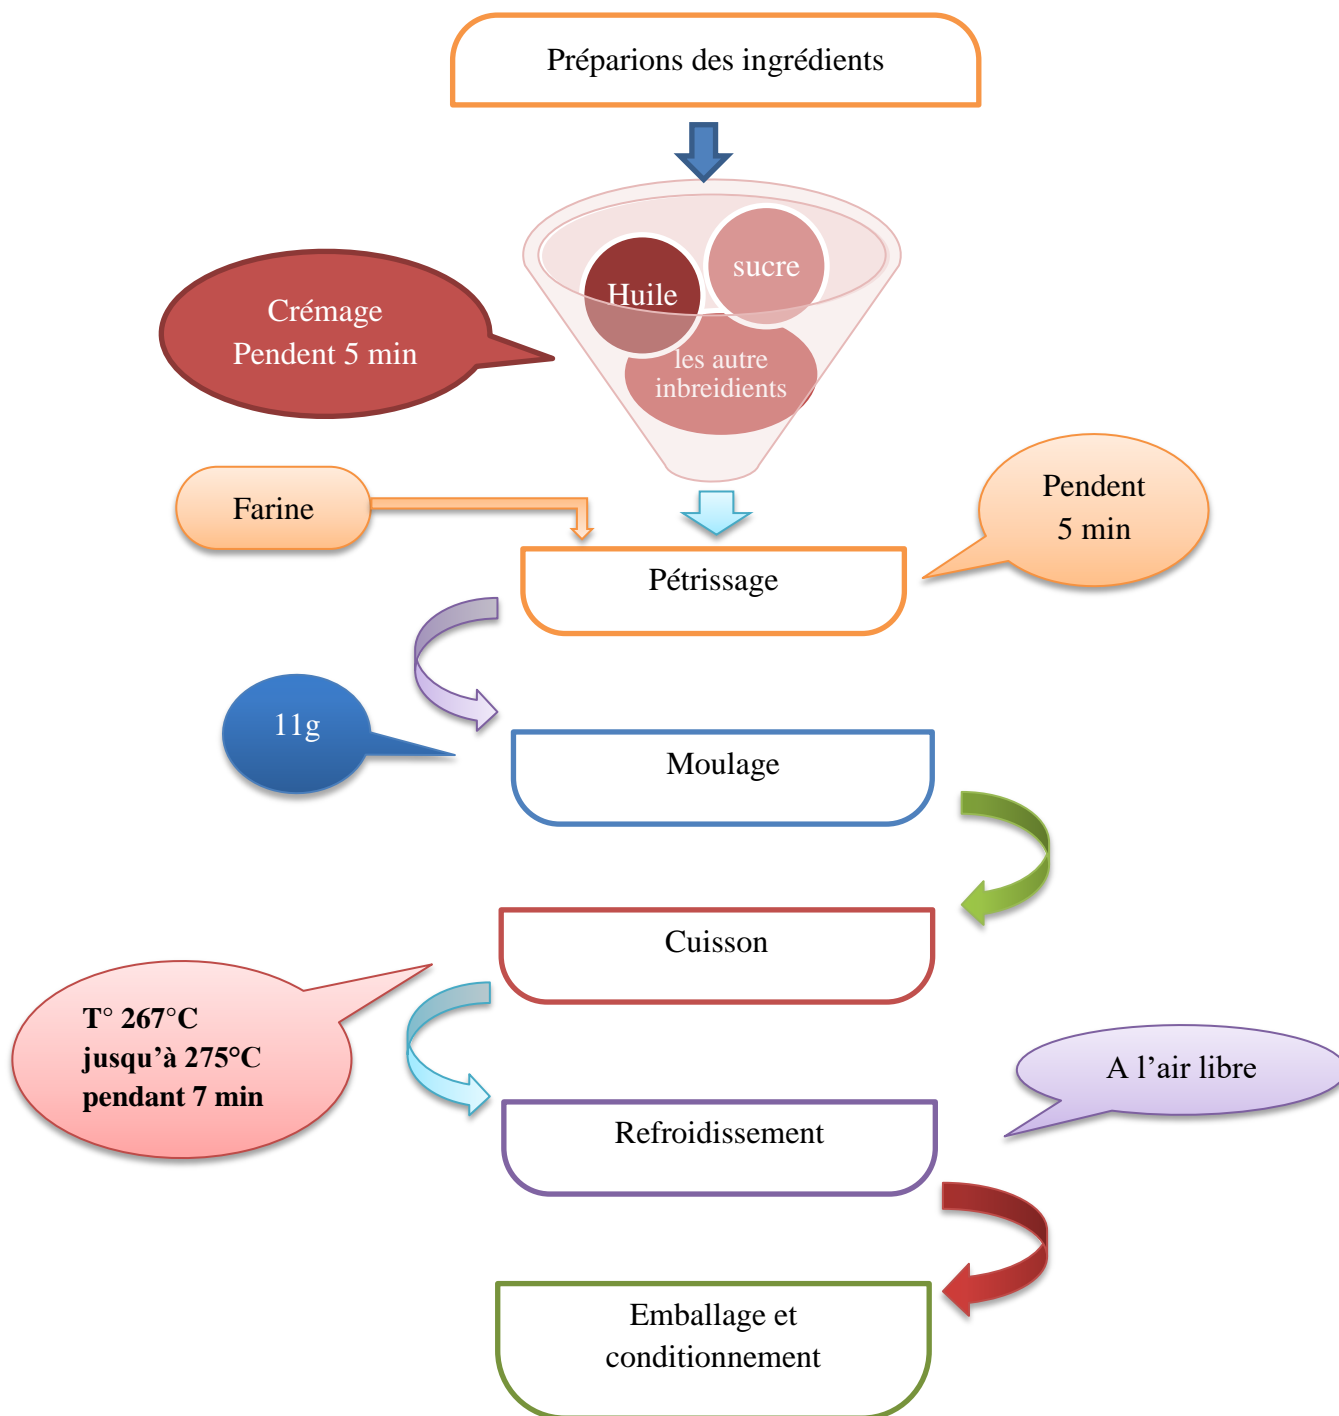 Préparions des ingrédients
sucre
Huile
les autre
inbreidients
Crémage
Pendent 5 min
Farine
Pendent
5 min
Pétrissage
11g
Moulage
Cuisson
T° 267°C
jusqu’à 275°C
pendant 7 min
A l’air libre
Refroidissement
Emballage et
conditionnement